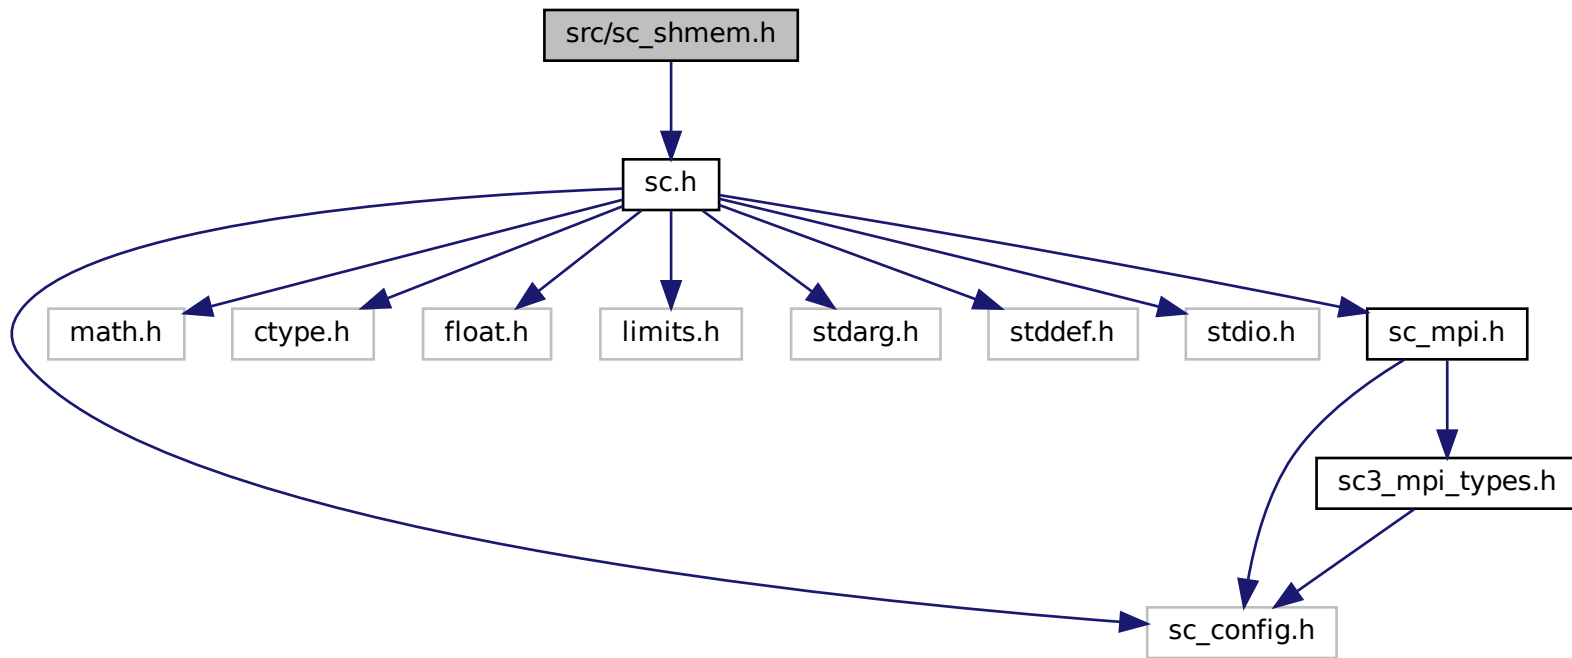 src/sc_shmem.h
sc.h
math.h
ctype.h
float.h
limits.h
stdarg.h
stddef.h
stdio.h
sc_mpi.h
sc3_mpi_types.h
sc_config.h